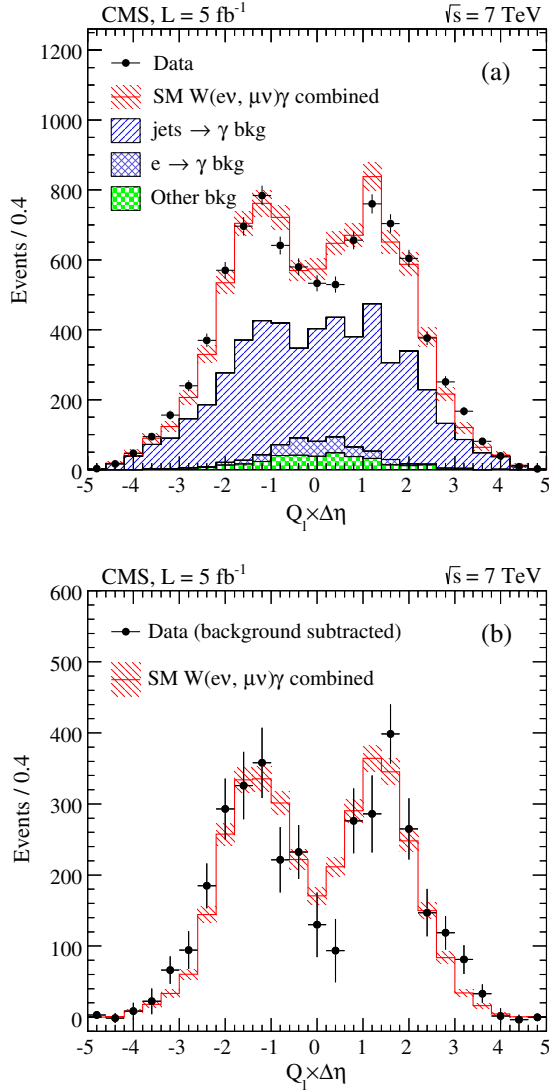 CMS, L = 5 fb⁻¹ √s = 7 TeV
(a)
Data
SM W(eν, μν)γ combined
jets → γ bkg
e → γ bkg
Other bkg
Events / 0.4
1200
1000
800
600
400
200
0
-5 -4 -3 -2 -1 0 1 2 3 4 5
Q_l×Δη
CMS, L = 5 fb⁻¹ √s = 7 TeV
(b)
Data (background subtracted)
SM W(eν, μν)γ combined
Events / 0.4
600
500
400
300
200
100
0
-5 -4 -3 -2 -1 0 1 2 3 4 5
Q_l×Δη